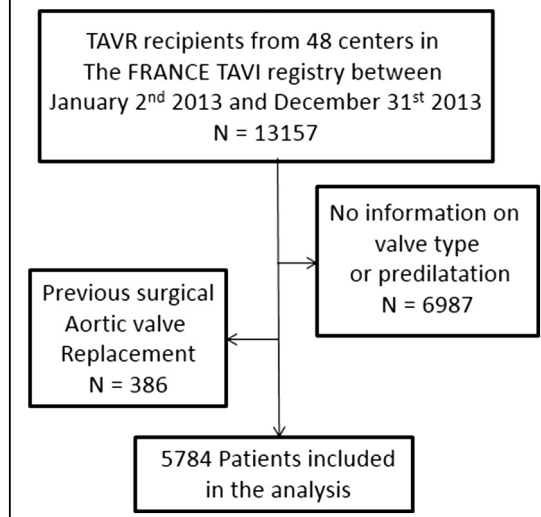 TAVR recipients from 48 centers in
The FRANCE TAVI registry between
January 2nd 2013 and December 31st 2013
N = 13157
No information on
valve type
or predilatation
N = 6987
Previous surgical
Aortic valve
Replacement
N = 386
5784 Patients included
in the analysis